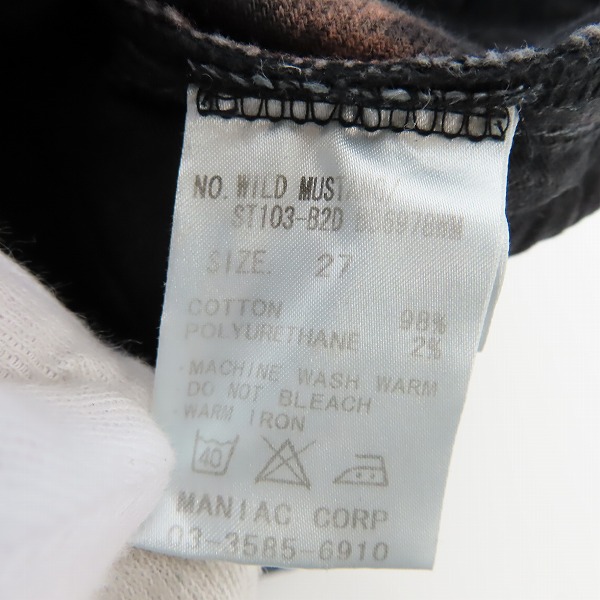 NO. WILD MUSTANG/
ST103-B2D
SIZE. 27
COTTON 98%
POLYURETHANE 2%
·MACHINE WASH WARM
DO NOT BLEACH
·WARM IRON
40
MANIAC CORP
03-3585-6910